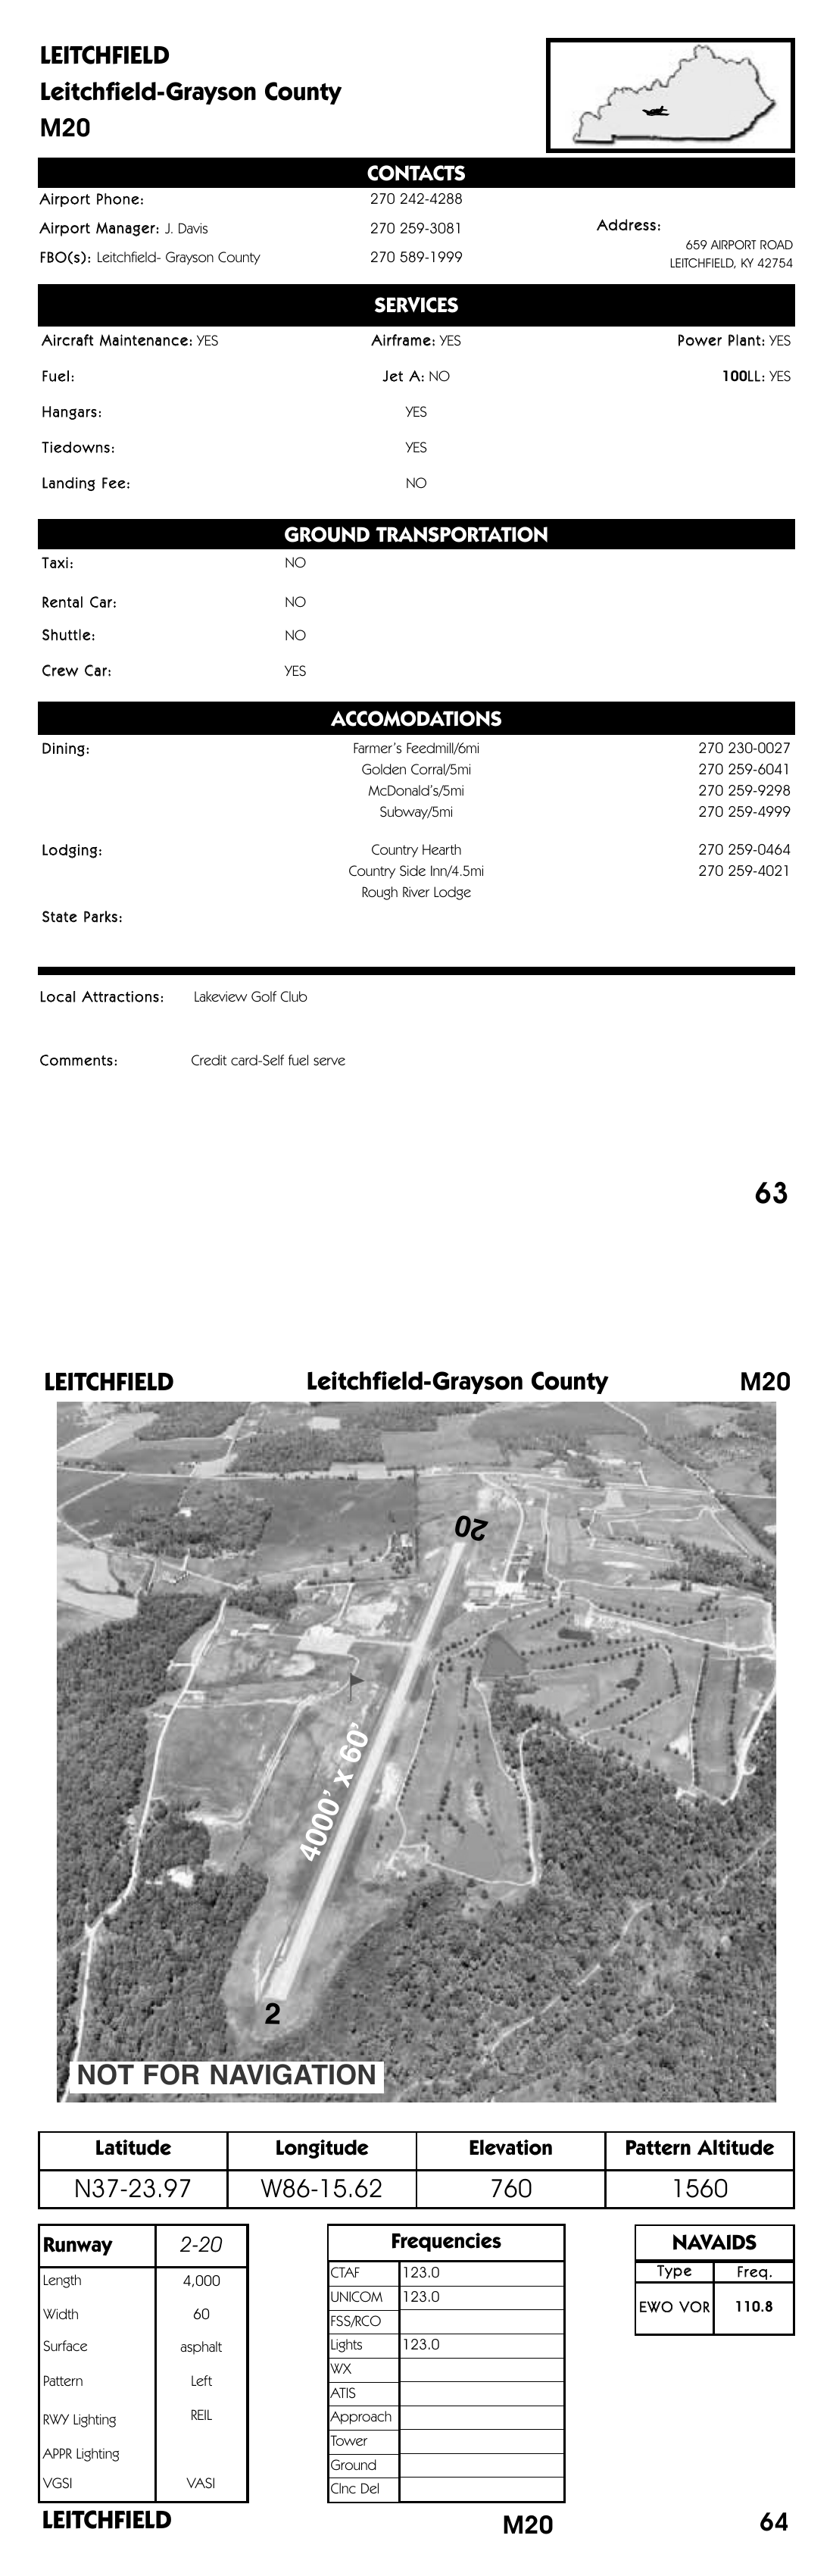 LEITCHFIELD
Leitchfield-Grayson County
M20
CONTACTS
Airport Phone: 270 242-4288
Airport Manager: J. Davis 270 259-3081 Address:
659 AIRPORT ROAD
FBO(s): Leitchfield- Grayson County 270 589-1999
LEITCHFIELD, KY 42754
SERVICES
Aircraft Maintenance: YES Airframe: YES Power Plant: YES
Fuel: Jet A: NO 100LL: YES
Hangars: YES
Tiedowns: YES
Landing Fee: NO
GROUND TRANSPORTATION
Taxi: NO
Rental Car: NO
Shuttle: NO
Crew Car: YES
ACCOMODATIONS
Dining: Farmer's Feedmill/6mi 270 230-0027
Golden Corral/5mi 270 259-6041
McDonald's/5mi 270 259-9298
Subway/5mi 270 259-4999
Lodging: Country Hearth 270 259-0464
Country Side Inn/4.5mi 270 259-4021
Rough River Lodge
State Parks:
Local Attractions: Lakeview Golf Club
Comments: Credit card-Self fuel serve
63
LEITCHFIELD Leitchfield-Grayson County M20
20
4000' x 60'
2
NOT FOR NAVIGATION
Latitude Longitude Elevation Pattern Altitude
N37-23.97 W86-15.62 760 1560
Runway 2-20
Length 4,000
Width 60
Surface asphalt
Pattern Left
RWY Lighting REIL
APPR Lighting
VGSI VASI
Frequencies
CTAF 123.0
UNICOM 123.0
FSS/RCO
Lights 123.0
WX
ATIS
Approach
Tower
Ground
Clnc Del
NAVAIDS
Type Freq.
EWO VOR 110.8
LEITCHFIELD M20 64